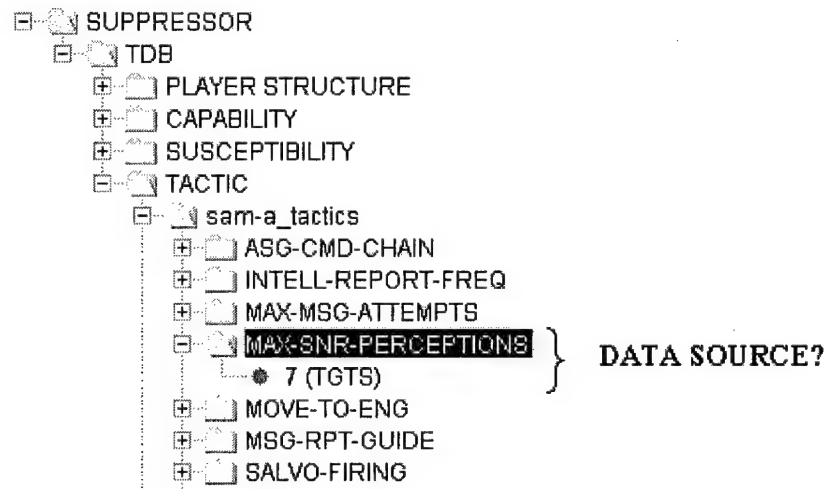 SUPPRESSOR
TDB
PLAYER STRUCTURE
CAPABILITY
SUSCEPTIBILITY
TACTIC
sam-a_tactics
ASG-CMD-CHAIN
INTELL-REPORT-FREQ
MAX-MSG-ATTEMPTS
MAX-SNR-PERCEPTIONS
DATA SOURCE?
7 (TGTS)
MOVE-TO-ENG
MSG-RPT-GUIDE
SALVO-FIRING